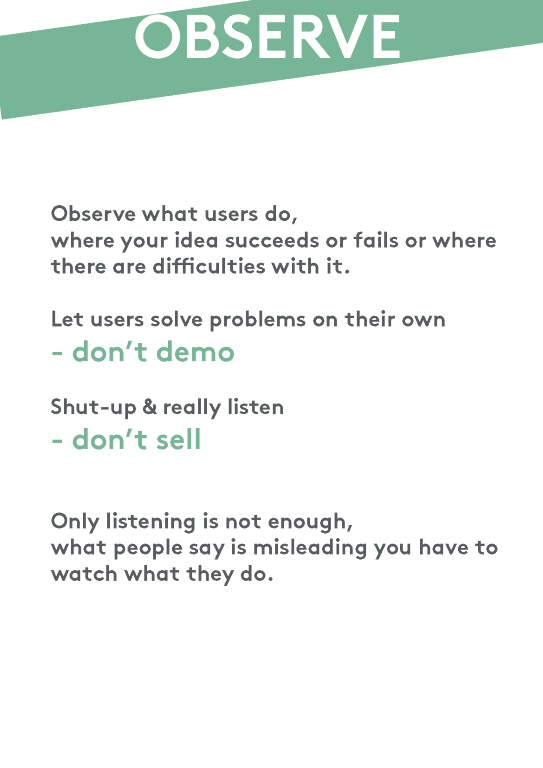 OBSERVE
Observe what users do,
where your idea succeeds or fails or where
there are difficulties with it.
Let users solve problems on their own
- don’t demo
Shut-up & really listen
- don’t sell
Only listening is not enough,
what people say is misleading you have to
watch what they do.